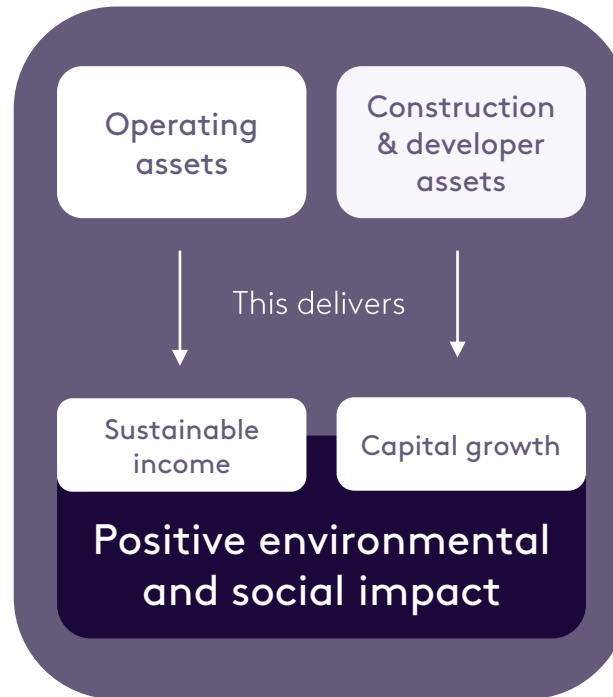 Operating
assets
Construction
& developer
assets
This delivers
Sustainable
income
Capital growth
Positive environmental
and social impact